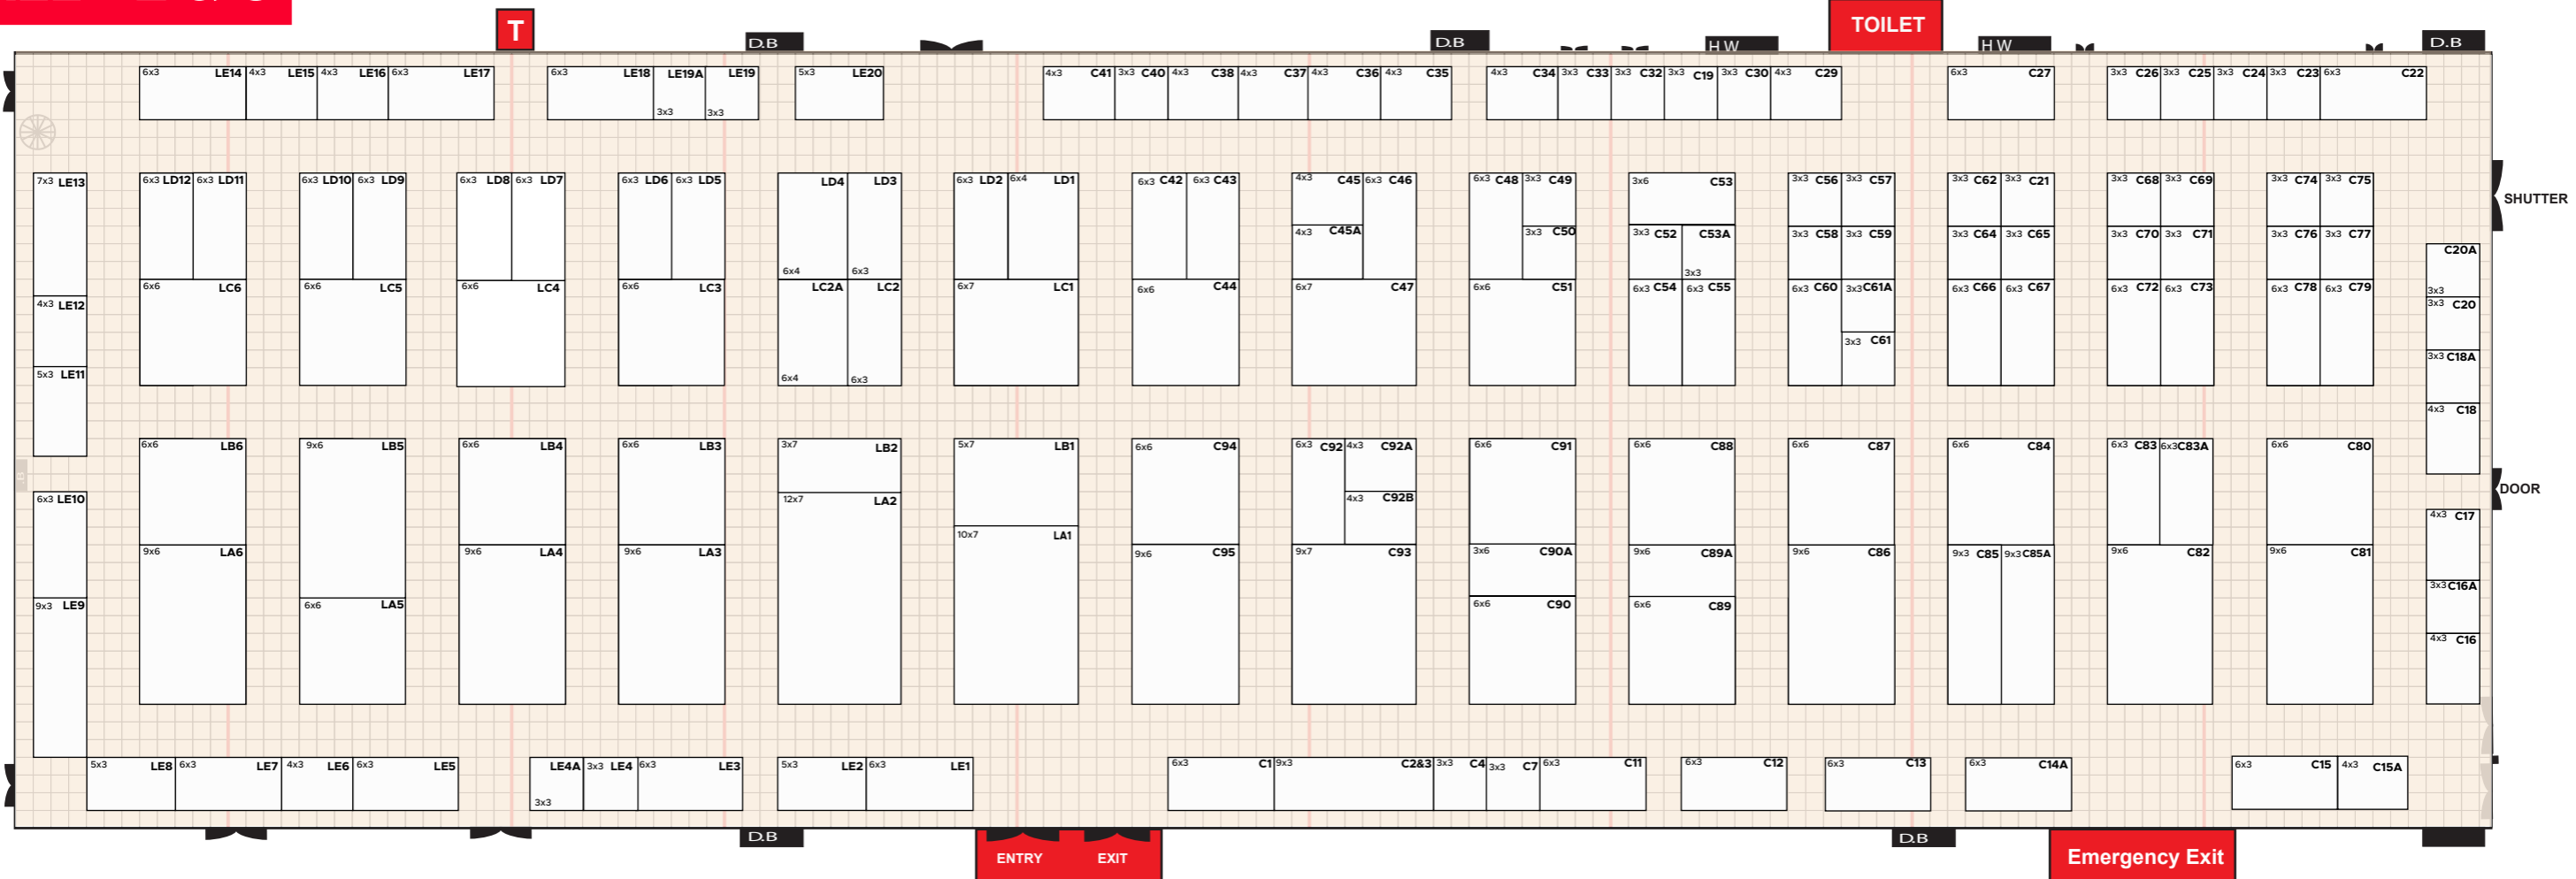 T
D.B
D.B
H W
TOILET
H W
D.B
6x3 LE14 4x3 LE15 4x3 LE16 6x3 LE17
6x3 LE18 LE19A LE19 5x3 LE20
3x3 3x3
4x3 C41 3x3 C40 4x3 C38 4x3 C37 4x3 C36 4x3 C35
4x3 C34 3x3 C33 3x3 C32 3x3 C19 3x3 C30 4x3 C29
6x3 C27
3x3 C26 3x3 C25 3x3 C24 3x3 C23 6x3 C22
7x3 LE13
6x3 LD12 6x3 LD11 6x3 LD10 6x3 LD9 6x3 LD8 6x3 LD7 6x3 LD6 6x3 LD5 LD4 LD3 6x3 LD2 6x4 LD1
6x3 C42 6x3 C43 4x3 C45 6x3 C46 6x3 C48 3x3 C49 3x6 C53 3x3 C56 3x3 C57 3x3 C62 3x3 C21 3x3 C68 3x3 C69 3x3 C74 3x3 C75
SHUTTER
4x3 C45A 3x3 C50 3x3 C52 C53A 3x3 C58 3x3 C59 3x3 C64 3x3 C65 3x3 C70 3x3 C71 3x3 C76 3x3 C77
C20A
6x4 6x3 3x3
6x6 LC6 6x6 LC5 6x6 LC4 6x6 LC3 LC2A LC2 6x7 LC1 6x6 C44 6x7 C47 6x6 C51 6x3 C54 6x3 C55 6x3 C60 3x3 C61A 6x3 C66 6x3 C67 6x3 C72 6x3 C73 6x3 C78 6x3 C79
3x3
4x3 LE12 3x3 C20
3x3 C61
3x3 C18A
5x3 LE11 6x4 6x3
4x3 C18
6x6 LB6 9x6 LB5 6x6 LB4 6x6 LB3 3x7 LB2 5x7 LB1 6x6 C94 6x3 C92 4x3 C92A 6x6 C91 6x6 C88 6x6 C87 6x6 C84 6x3 C83 6x3 C83A 6x6 C80
DOOR
6x3 LE10 12x7 LA2 4x3 C92B
4x3 C17
10x7 LA1
9x6 LA6 9x6 LA4 9x6 LA3 9x6 C95 9x7 C93 3x6 C90A 9x6 C89A 9x6 C86 9x3 C85 9x3 C85A 9x6 C82 9x6 C81
3x3 C16A
9x3 LE9 6x6 LA5 6x6 C90 6x6 C89
4x3 C16
5x3 LE8 6x3 LE7 4x3 LE6 6x3 LE5
LE4A 3x3 LE4 6x3 LE3 5x3 LE2 6x3 LE1
3x3
6x3 C1 9x3 C2&3 3x3 C4 3x3 C7 6x3 C11 6x3 C12 6x3 C13 6x3 C14A 6x3 C15 4x3 C15A
D.B
ENTRY EXIT
D.B
Emergency Exit